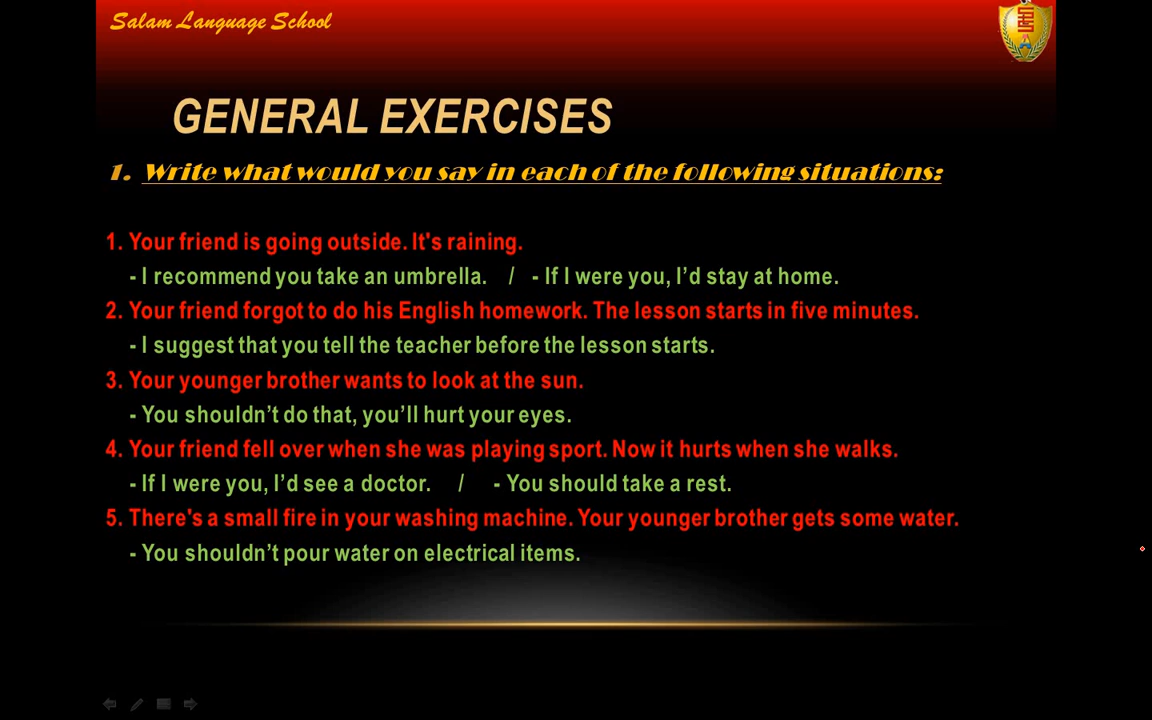 Salam Language School
GENERAL EXERCISES
1. Write what would you say in each of the following situations:
1. Your friend is going outside. It's raining.
- I recommend you take an umbrella. / - If I were you, I’d stay at home.
2. Your friend forgot to do his English homework. The lesson starts in five minutes.
- I suggest that you tell the teacher before the lesson starts.
3. Your younger brother wants to look at the sun.
- You shouldn’t do that, you’ll hurt your eyes.
4. Your friend fell over when she was playing sport. Now it hurts when she walks.
- If I were you, I’d see a doctor. / - You should take a rest.
5. There's a small fire in your washing machine. Your younger brother gets some water.
- You shouldn’t pour water on electrical items.